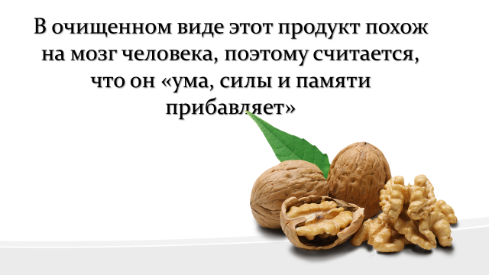 В очищенном виде этот продукт похож
на мозг человека, поэтому считается,
что он «ума, силы и памяти
прибавляет»